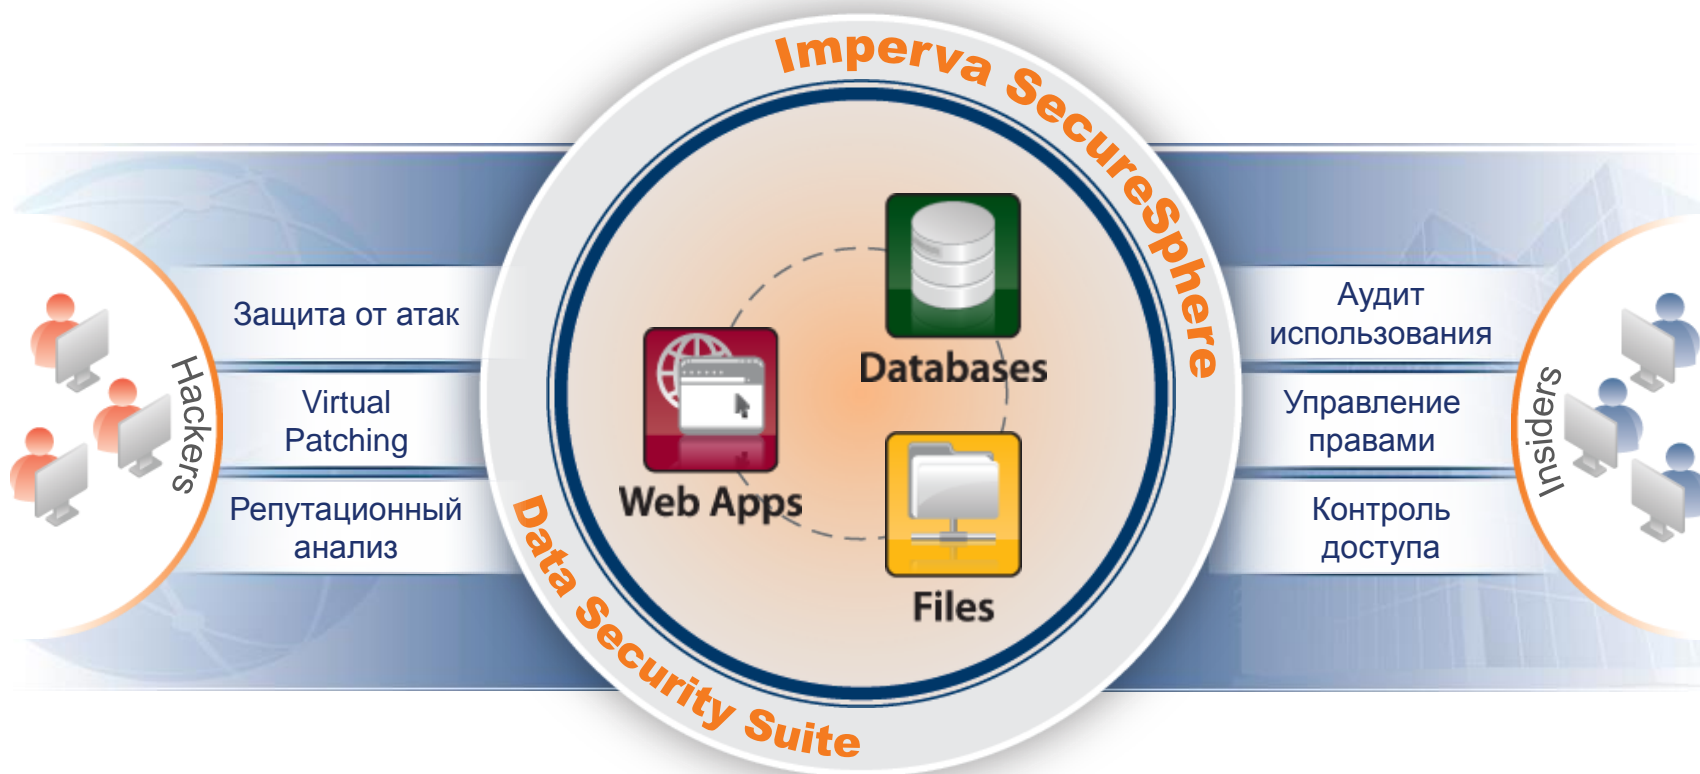 Imperva SecureSphere
Hackers
Защита от атак
Virtual
Patching
Репутационный
анализ
Databases
Web Apps
Files
Аудит
использования
Управление
правами
Контроль
доступа
Insiders
Data Security Suite